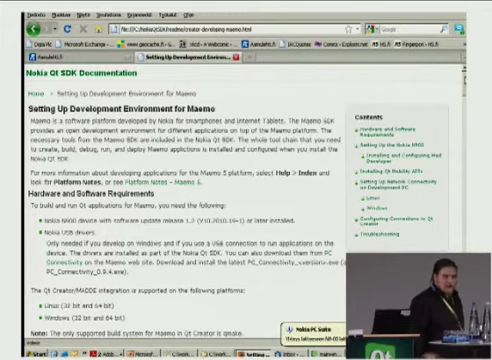 Nokia Qt SDK Documentation
Home > Setting Up Development Environment for Maemo
Setting Up Development Environment for Maemo
Maemo is a software platform developed by Nokia for smartphones and Internet Tablets. The Maemo SDK
provides an open development environment for different applications on top of the Maemo platform. The
necessary tools from the Maemo SDK are included in the Nokia Qt SDK. The whole tool chain that you need
to create, build, debug, run, and deploy Maemo applications is installed and configured when you install the
Nokia Qt SDK.
For more information about developing applications for the Maemo 5 platform, select Help > Index and
look for Platform Notes, or see Platform Notes - Maemo 5.
Hardware and Software Requirements
To build and run Qt applications for Maemo, you need the following:
Nokia N900 device with software update release 1.2 (V10.2010.19-1) or later installed.
Nokia USB drivers
Only needed if you develop on Windows and if you use a USB connection to run applications on the
device. The drivers are installed as part of the Nokia Qt SDK. You can also download them from PC
Connectivity on the Maemo web site. Download and install the latest PC_Connectivity_<version>.exe
PC_Connectivity_0.9.4.exe).
The Qt Creator/MADDE integration is supported on the following platforms:
Linux (32 bit and 64 bit)
Windows (32 bit and 64 bit)
Note: The only supported build system for Maemo in Qt Creator is qmake.
Contents
Hardware and Software
Requirements
Setting Up the Nokia N900
Installing and Configuring Mad
Developer
Installing Qt Mobility APIs
Setting Up Network Connectivity
on Development PC
Linux
Windows
Configuring Connections in Qt
Creator
Troubleshooting
Nokia PC Suite